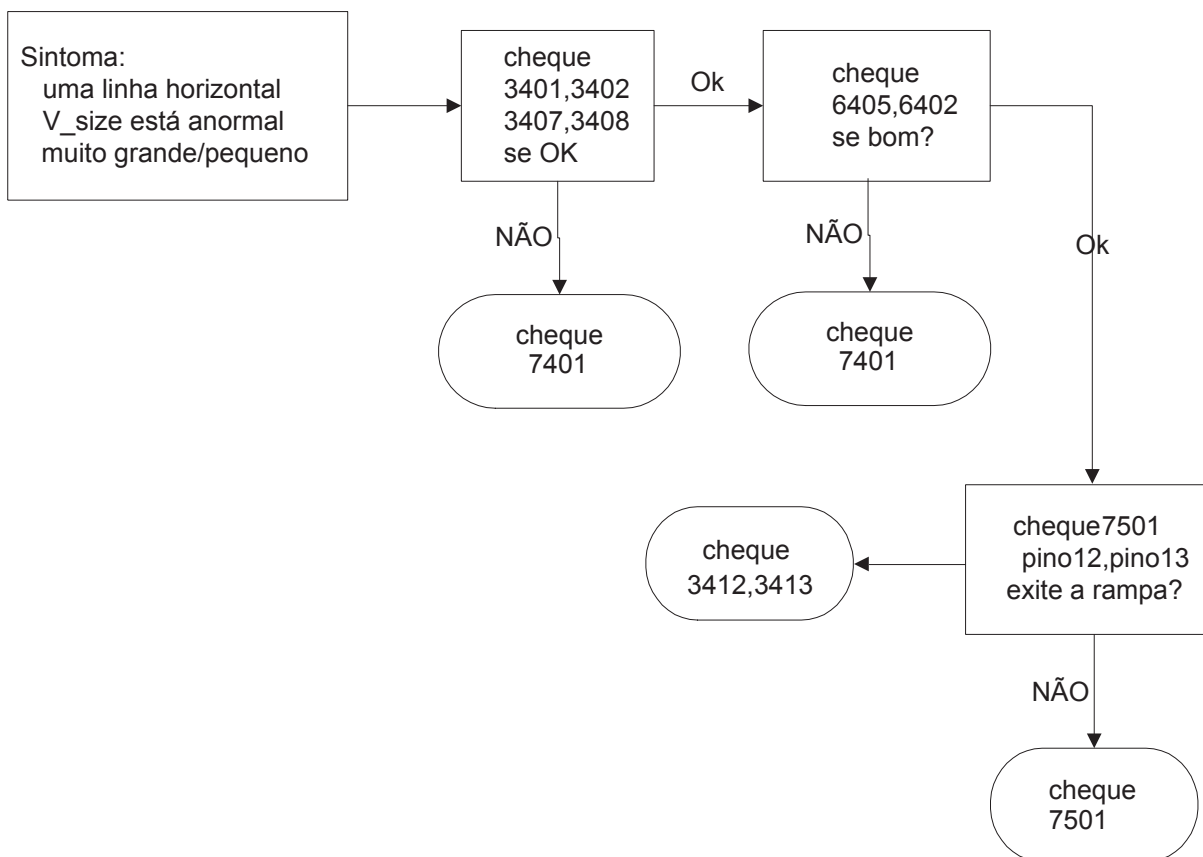 Sintoma:
uma linha horizontal
V_size está anormal
muito grande/pequeno
cheque
3401,3402
3407,3408
se OK
Ok
cheque
6405,6402
se bom?
NÃO
cheque
7401
NÃO
cheque
7401
Ok
cheque7501
pino12,pino13
exite a rampa?
cheque
3412,3413
NÃO
cheque
7501